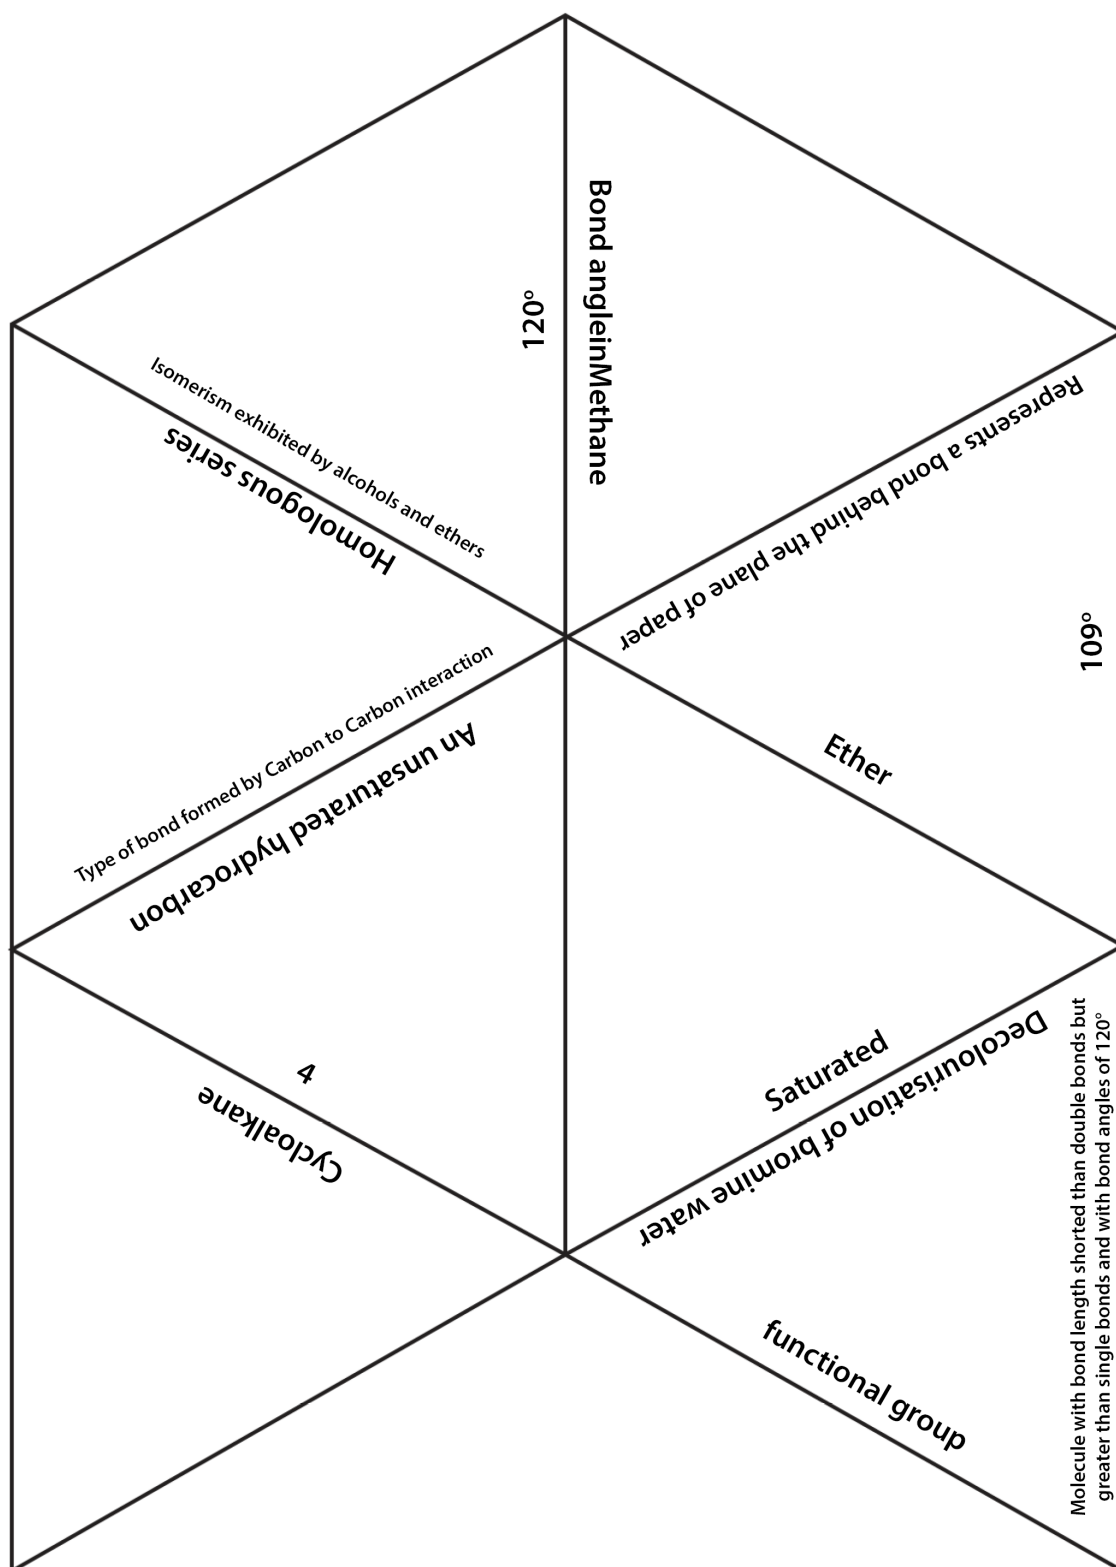 120°
Bond angleinMethane
Isomerism exhibited by alcohols and ethers
Homologous series
Represents a bond behind the plane of paper
109°
Type of bond formed by Carbon to Carbon interaction
An unsaturated hydrocarbon
Ether
4
Cycloalkane
Saturated
Decolourisation of bromine water
Molecule with bond length shorted than double bonds but
greater than single bonds and with bond angles of 120°
functional group